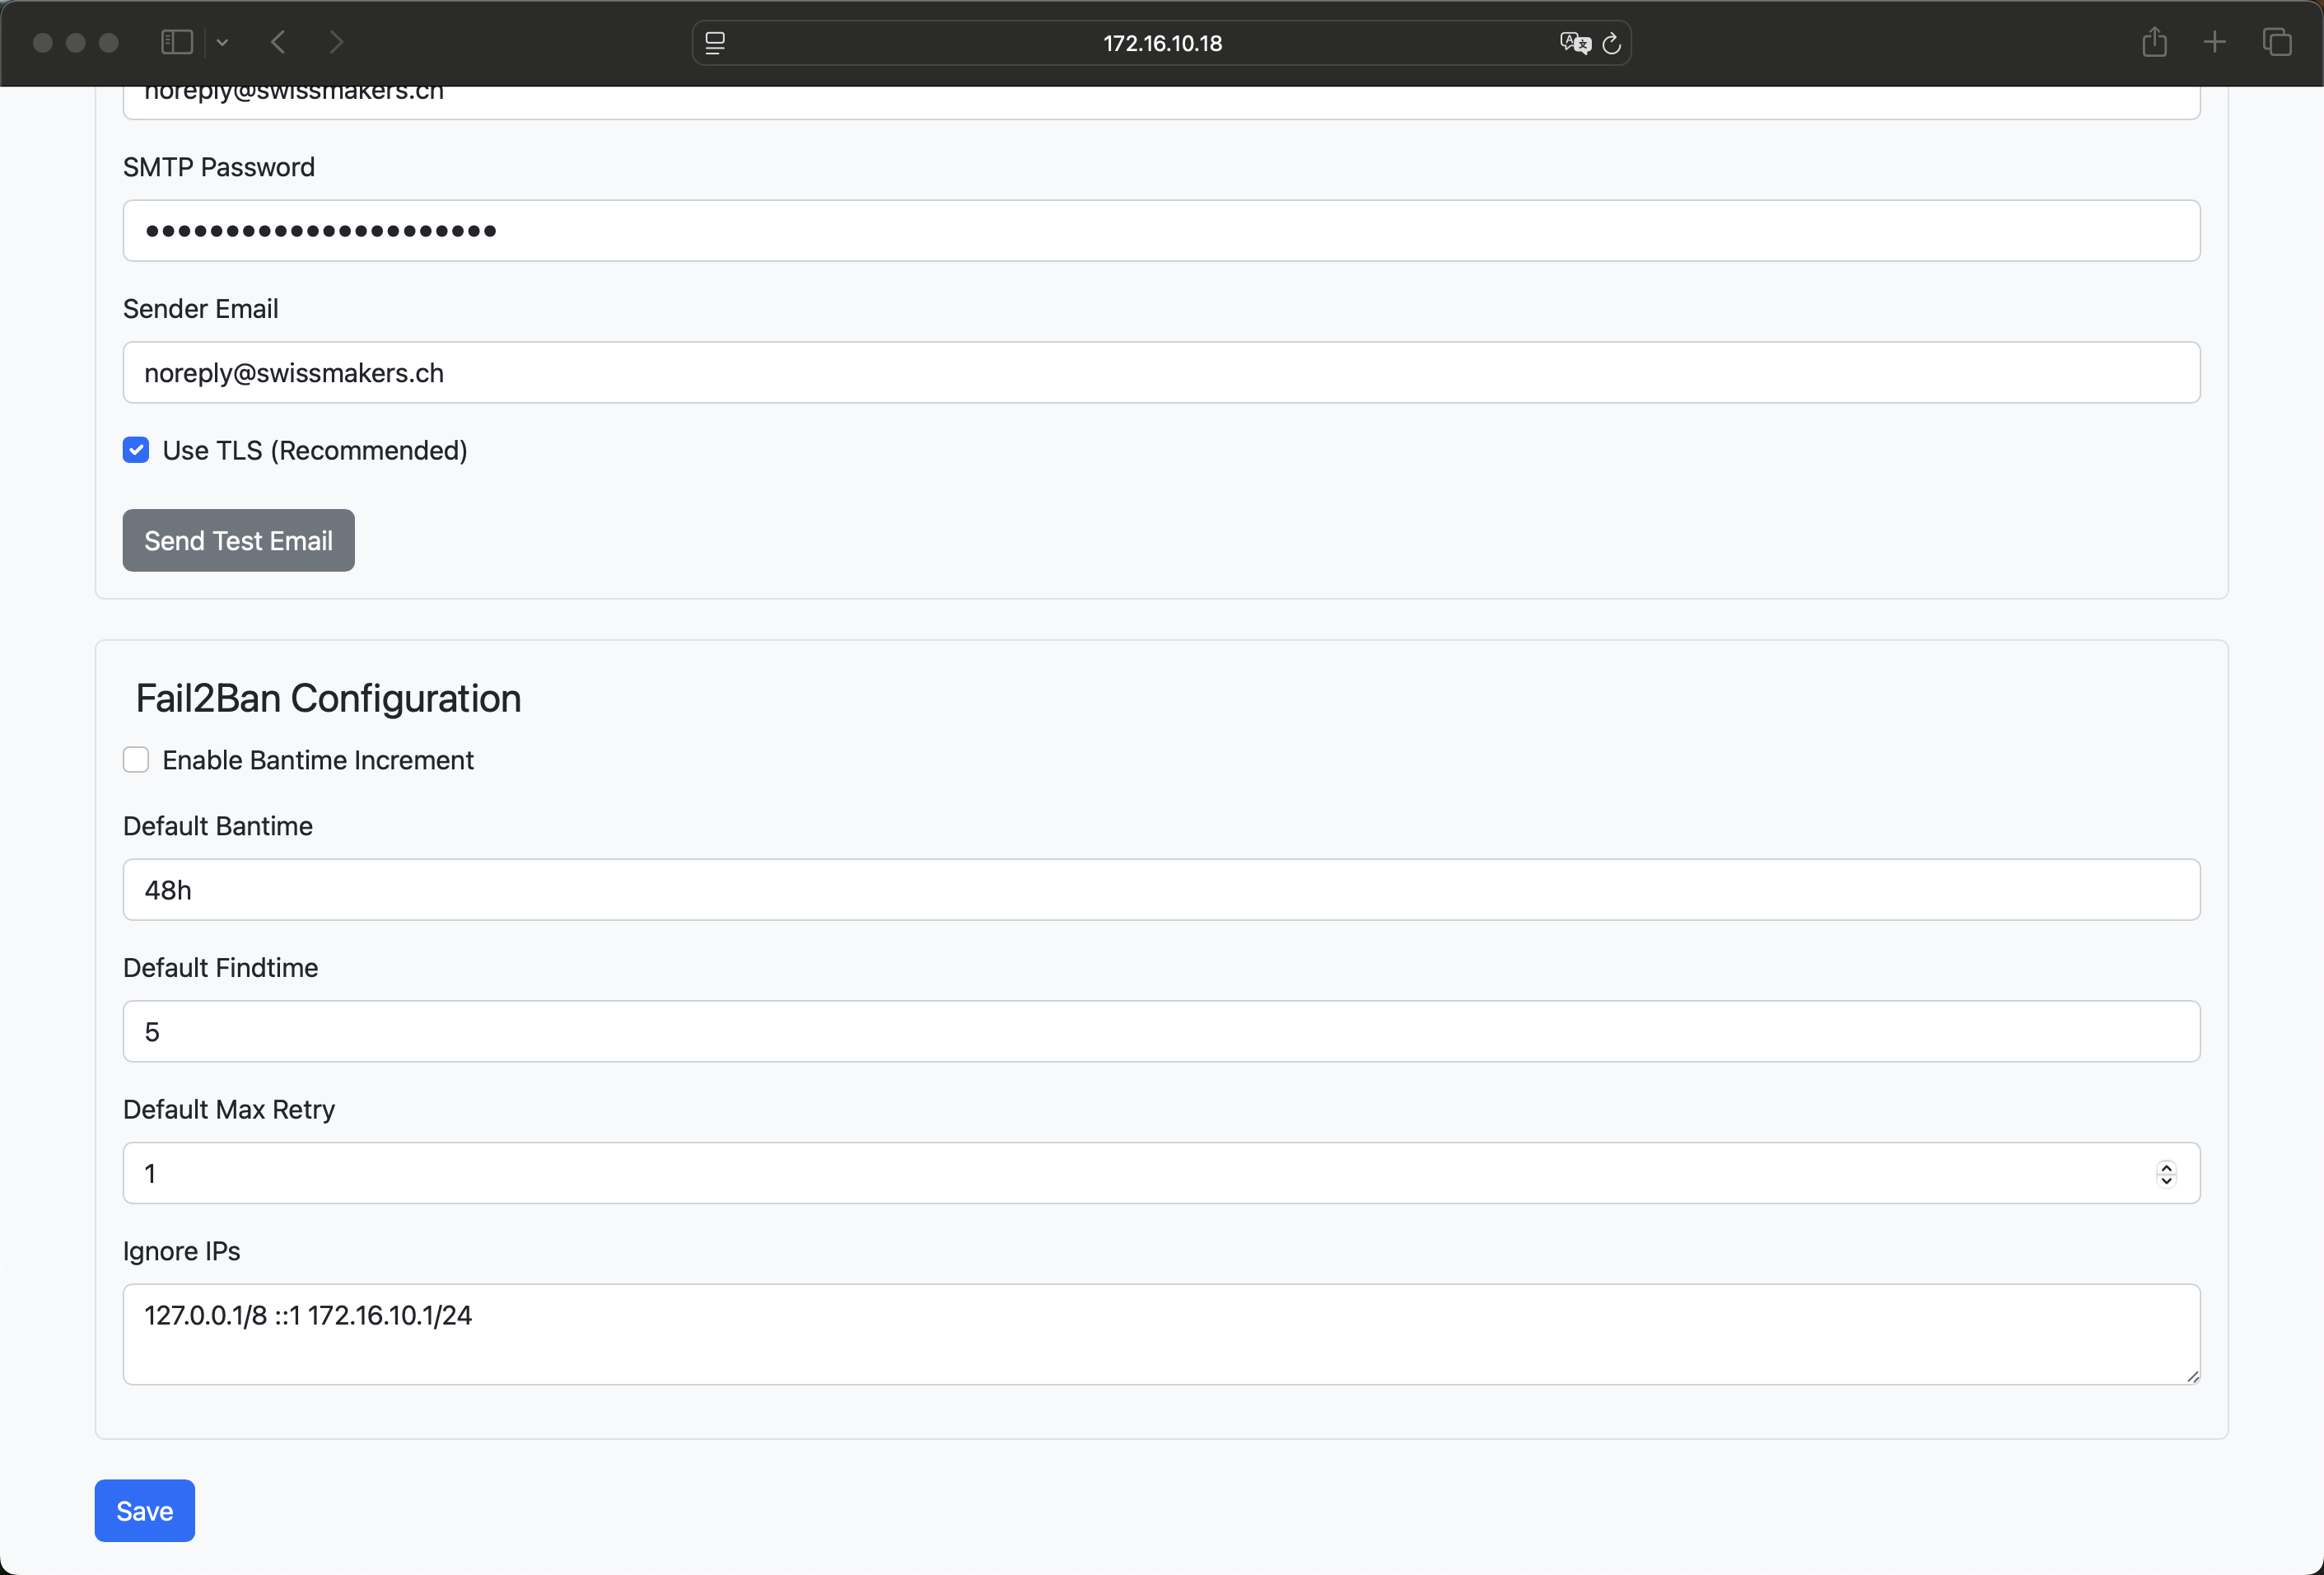 172.16.10.18
noreply@swissmakers.ch
SMTP Password
••••••••••••••••••••••
Sender Email
noreply@swissmakers.ch
Use TLS (Recommended)
Send Test Email
Fail2Ban Configuration
Enable Bantime Increment
Default Bantime
48h
Default Findtime
5
Default Max Retry
1
Ignore IPs
127.0.0.1/8 ::1 172.16.10.1/24
Save